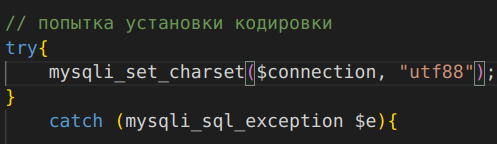 // попытка установки кодировки
try{
    mysqli_set_charset($connection, "utf88");
}
    catch (mysqli_sql_exception $e){